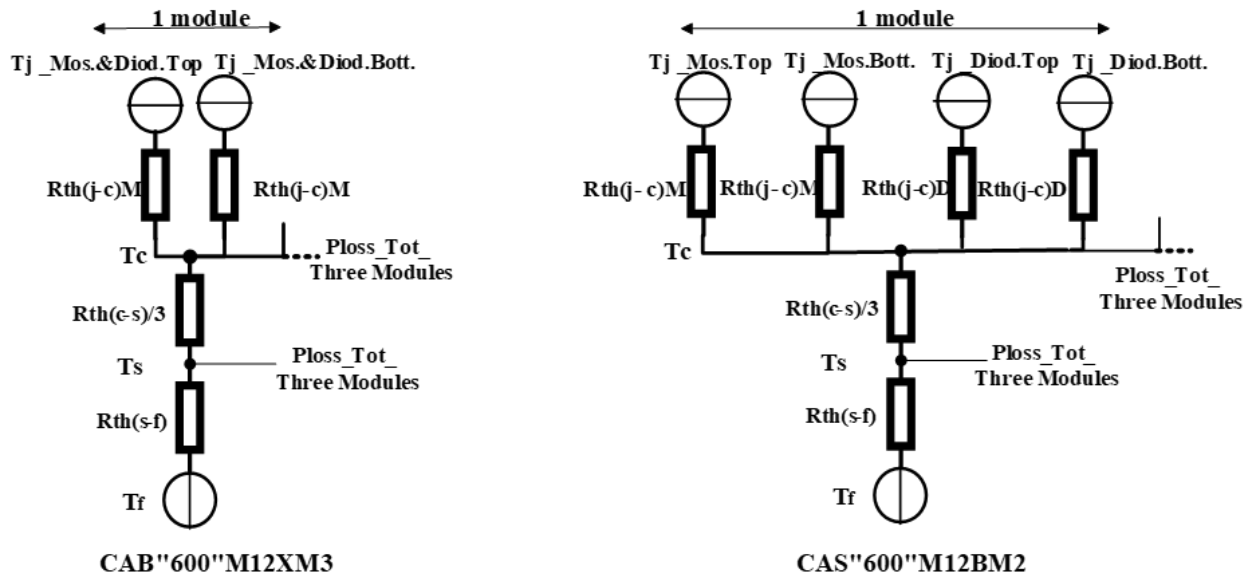 1 module
Tj _Mos.&Diod.Top Tj _Mos.&Diod.Bott.
Rth(j-c)M
Rth(j-c)M
Tc
Ploss_Tot_
Three Modules
Rth(c-s)/3
Ts
Ploss_Tot_
Three Modules
Rth(s-f)
Tf
CAB"600"M12XM3
1 module
Tj _Mos.Top Tj _Mos.Bott. Tj _Diod.Top Tj _Diod.Bott.
Rth(j-c)M Rth(j-c)M Rth(j-c)D Rth(j-c)D
Tc
Ploss_Tot_
Three Modules
Rth(c-s)/3
Ts
Ploss_Tot_
Three Modules
Rth(s-f)
Tf
CAS"600"M12BM2